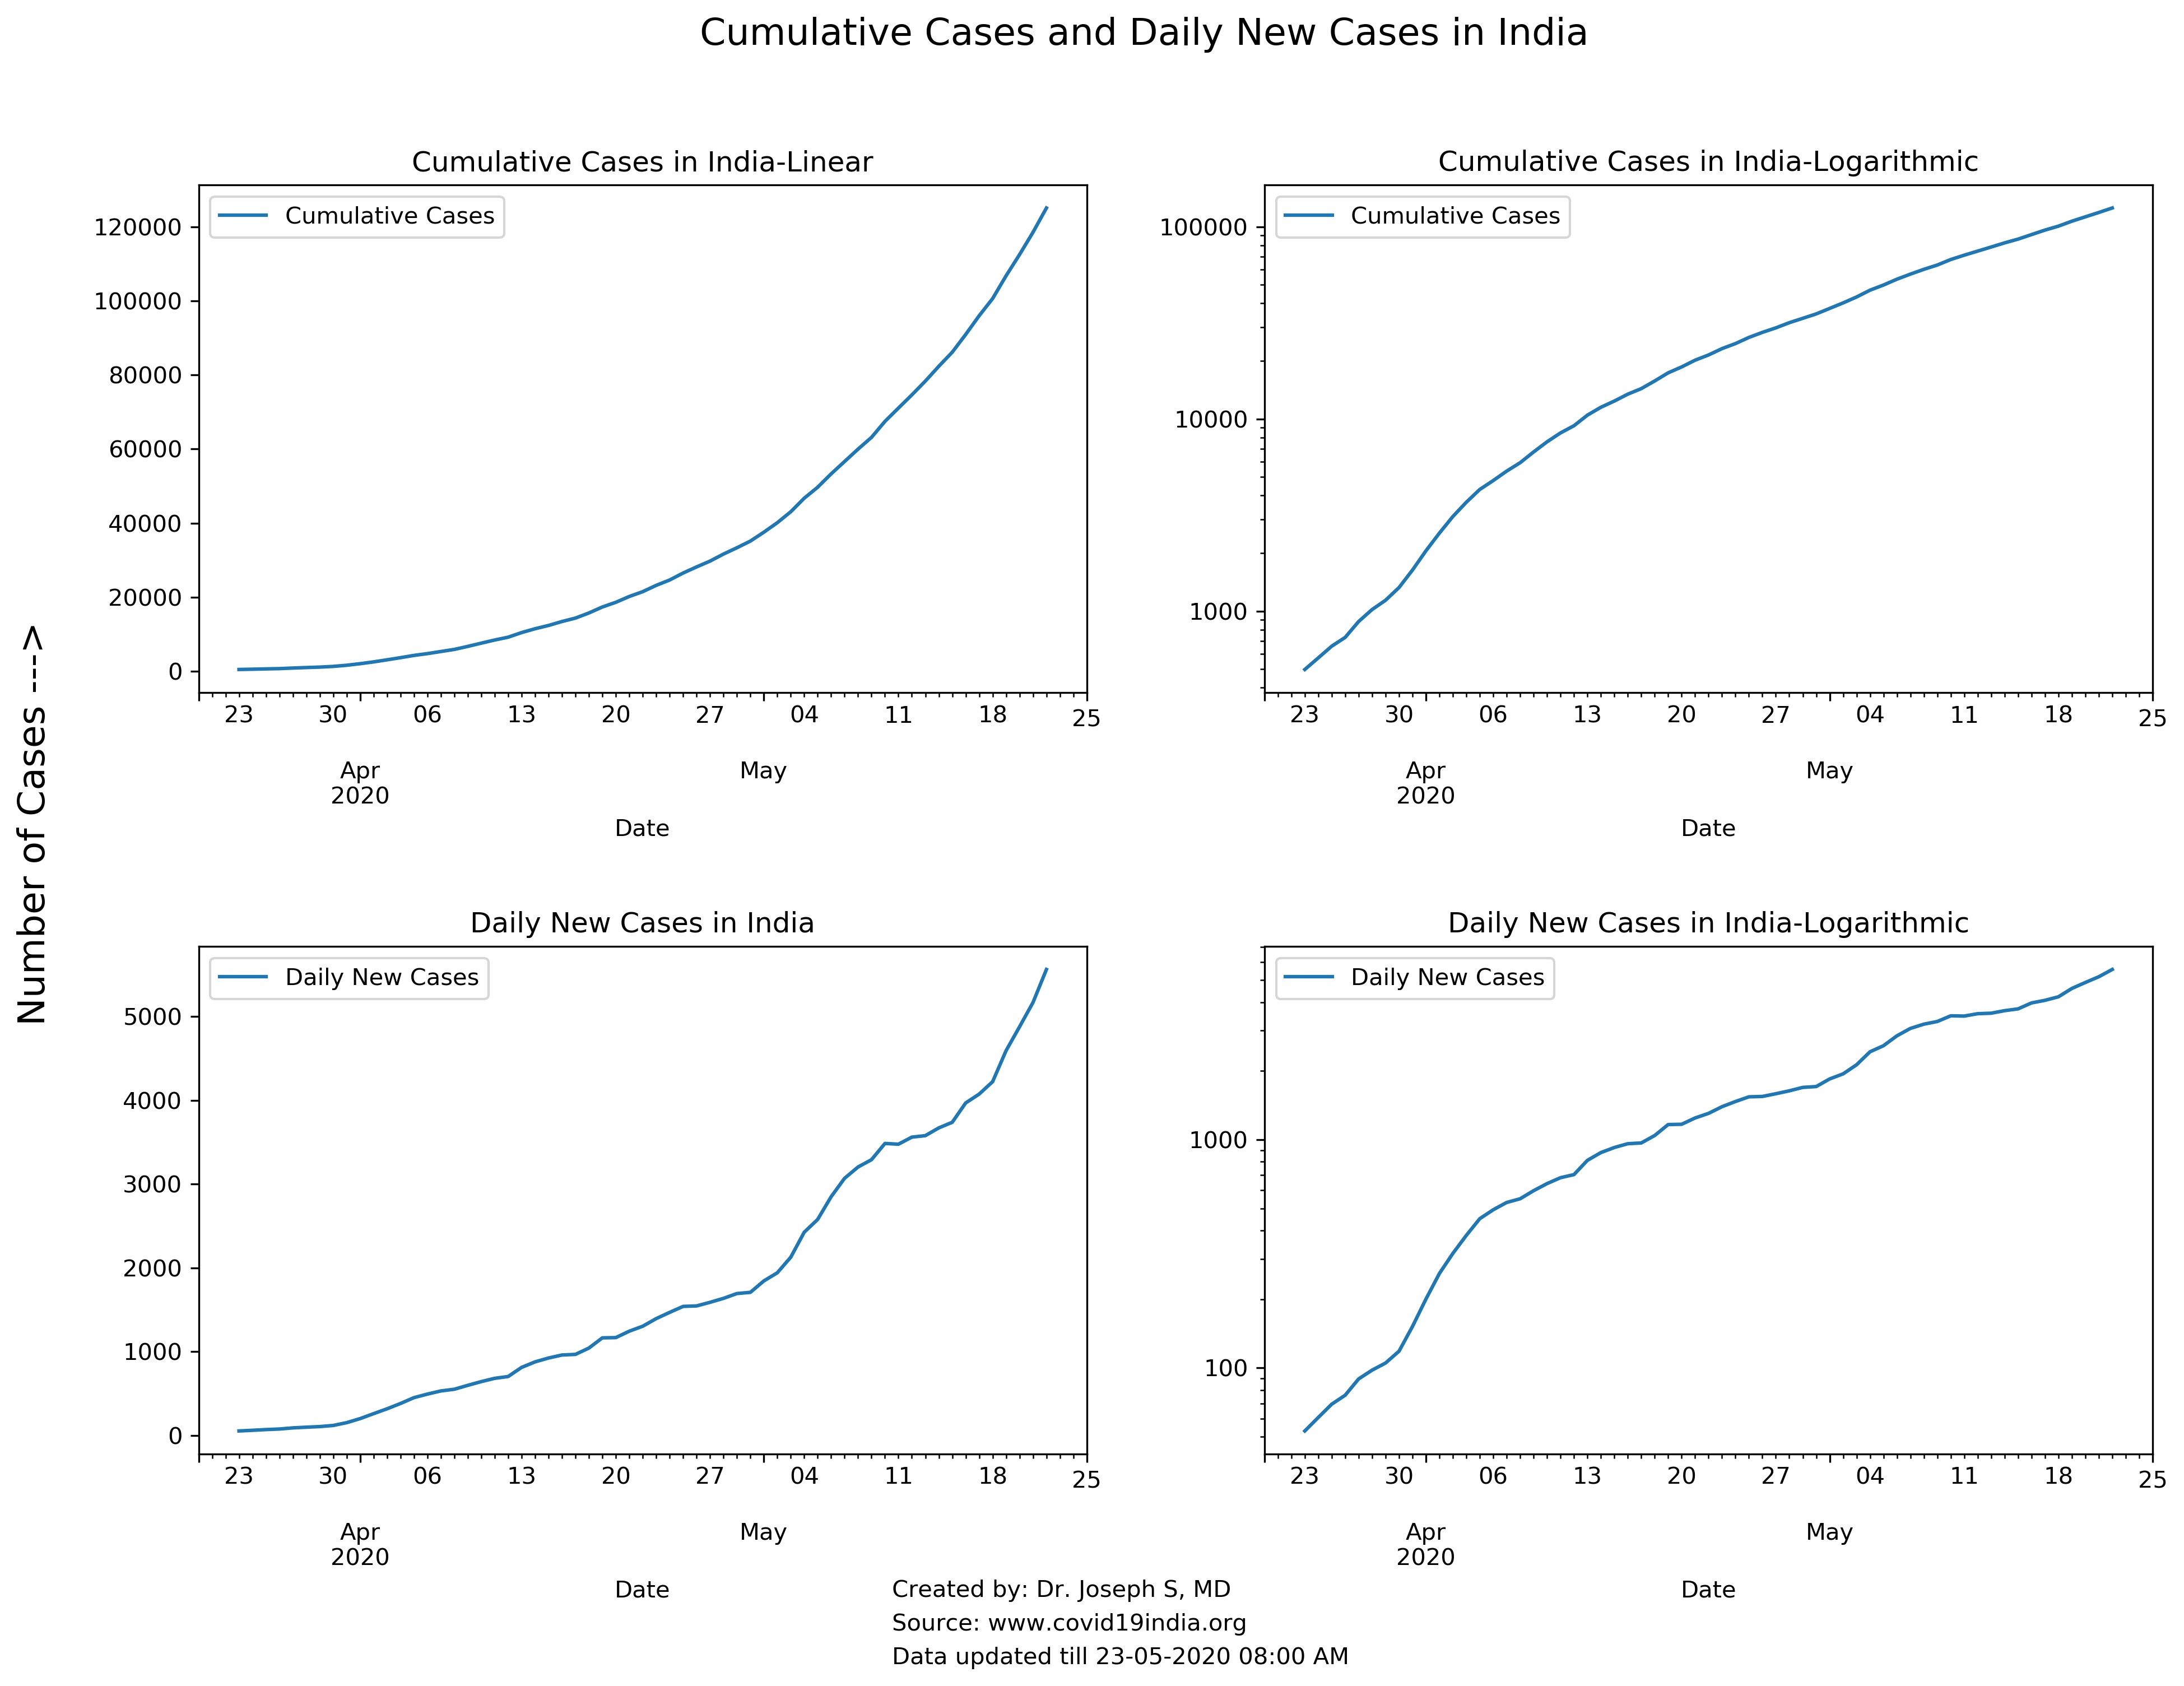 Cumulative Cases and Daily New Cases in India
Number of Cases --->
Cumulative Cases in India-Linear
Cumulative Cases
120000
100000
80000
60000
40000
20000
0
23 30 06 13 20 27 04 11 18 25
Apr May
2020
Date
Cumulative Cases in India-Logarithmic
Cumulative Cases
100000
10000
1000
23 30 06 13 20 27 04 11 18 25
Apr May
2020
Date
Daily New Cases in India
Daily New Cases
5000
4000
3000
2000
1000
0
23 30 06 13 20 27 04 11 18 25
Apr May
2020
Date
Daily New Cases in India-Logarithmic
Daily New Cases
1000
100
23 30 06 13 20 27 04 11 18 25
Apr May
2020
Date
Created by: Dr. Joseph S, MD
Source: www.covid19india.org
Data updated till 23-05-2020 08:00 AM